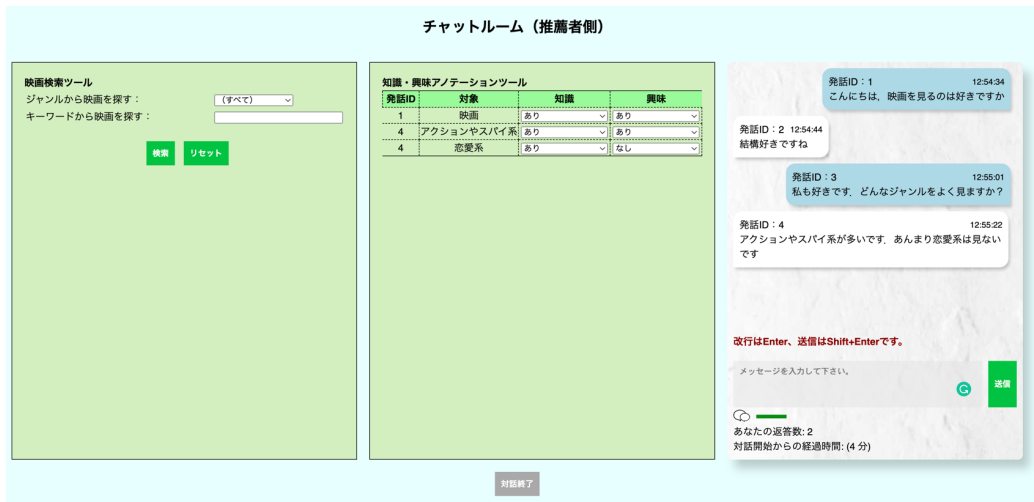 チャットルーム（推薦者側）
映画検索ツール
ジャンルから映画を探す：
(すべて)
キーワードから映画を探す：
検索
リセット
知識・興味アノテーションツール
発話ID 対象 知識 興味
1 映画 あり あり
4 アクションやスパイ系 あり あり
4 恋愛系 あり なし
発話ID：1 12:54:34
こんにちは，映画を見るのは好きですか
発話ID：2 12:54:44
結構好きですね
発話ID：3 12:55:01
私も好きです．どんなジャンルをよく見ますか？
発話ID：4 12:55:22
アクションやスパイ系が多いです．あんまり恋愛系は見ない
です
改行はEnter、送信はShift+Enterです。
メッセージを入力して下さい。
送信
あなたの返答数: 2
対話開始からの経過時間: (4 分)
対話終了